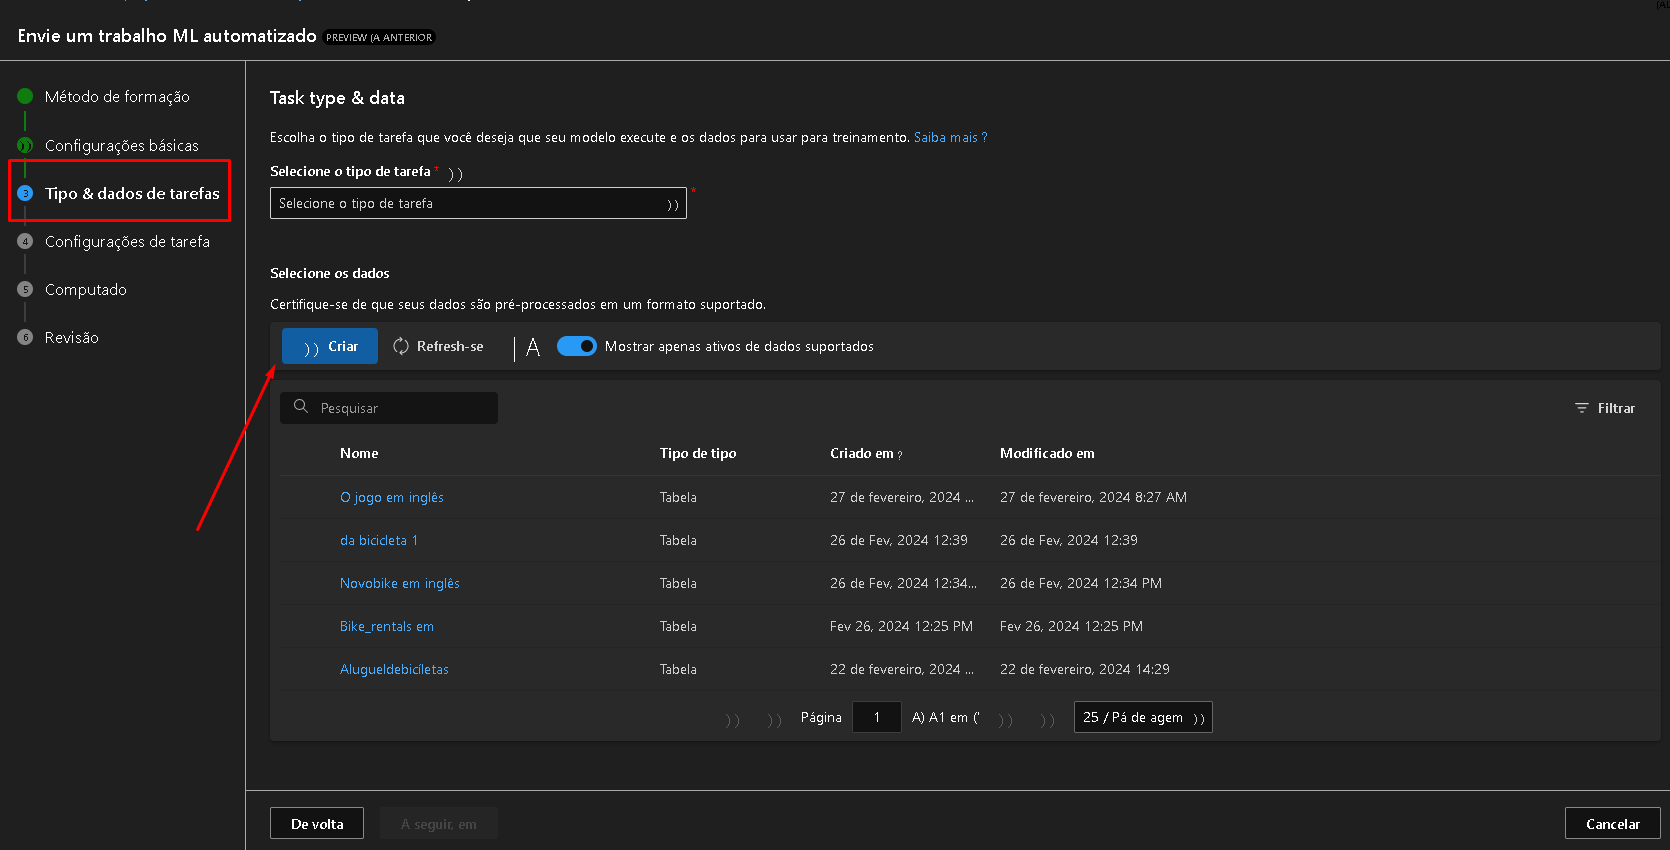 Envie um trabalho ML automatizado PREVIEW (A ANTERIOR
Método de formação
Configurações básicas
3 Tipo & dados de tarefas
4 Configurações de tarefa
5 Computado
6 Revisão
Task type & data
Escolha o tipo de tarefa que você deseja que seu modelo execute e os dados para usar para treinamento. Saiba mais ?
Selecione o tipo de tarefa * ))
Selecione o tipo de tarefa )) *
Selecione os dados
Certifique-se de que seus dados são pré-processados em um formato suportado.
)) Criar Refresh-se | A Mostrar apenas ativos de dados suportados
Pesquisar Filtrar
Nome Tipo de tipo Criado em ? Modificado em
O jogo em inglês Tabela 27 de fevereiro, 2024 ... 27 de fevereiro, 2024 8:27 AM
da bicicleta 1 Tabela 26 de Fev, 2024 12:39 26 de Fev, 2024 12:39
Novobike em inglês Tabela 26 de Fev, 2024 12:34... 26 de Fev, 2024 12:34 PM
Bike_rentals em Tabela Fev 26, 2024 12:25 PM Fev 26, 2024 12:25 PM
Alugueldebicíletas Tabela 22 de fevereiro, 2024 ... 22 de fevereiro, 2024 14:29
)) )) Página 1 A) A1 em (' )) )) 25 / Pá de agem ))
De volta A seguir, em Cancelar